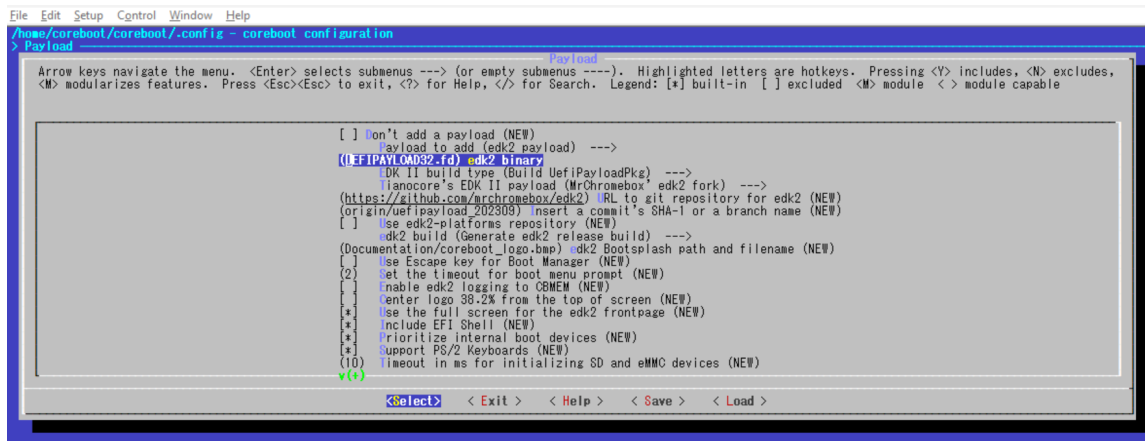 File Edit Setup Control Window Help
/home/coreboot/coreboot/.config - coreboot configuration
> Payload
Payload
Arrow keys navigate the menu. <Enter> selects submenus ---> (or empty submenus ----). Highlighted letters are hotkeys. Pressing <Y> includes, <N> excludes,
<M> modularizes features. Press <Esc><Esc> to exit, <?> for Help, </> for Search. Legend: [*] built-in [ ] excluded <M> module < > module capable
[ ] Don't add a payload (NEW)
Payload to add (edk2 payload) --->
(UEFIPAYLOAD32.fd) edk2 binary
EDK II build type (Build UefiPayloadPkg) --->
Tianocore's EDK II payload (MrChromebox' edk2 fork) --->
(https://github.com/mrchromebox/edk2) URL to git repository for edk2 (NEW)
(origin/uefipayload_202309) Insert a commit's SHA-1 or a branch name (NEW)
[ ] Use edk2-platforms repository (NEW)
edk2 build (Generate edk2 release build) --->
(Documentation/coreboot_logo.bmp) edk2 Bootsplash path and filename (NEW)
[ ] Use Escape key for Boot Manager (NEW)
(2) Set the timeout for boot menu prompt (NEW)
[ ] Enable edk2 logging to CBMEM (NEW)
[ ] Center logo 38.2% from the top of screen (NEW)
[*] Use the full screen for the edk2 frontpage (NEW)
[*] Include EFI Shell (NEW)
[*] Prioritize internal boot devices (NEW)
[*] Support PS/2 Keyboards (NEW)
(10) Timeout in ms for initializing SD and eMMC devices (NEW)
v(+)
<Select> < Exit > < Help > < Save > < Load >